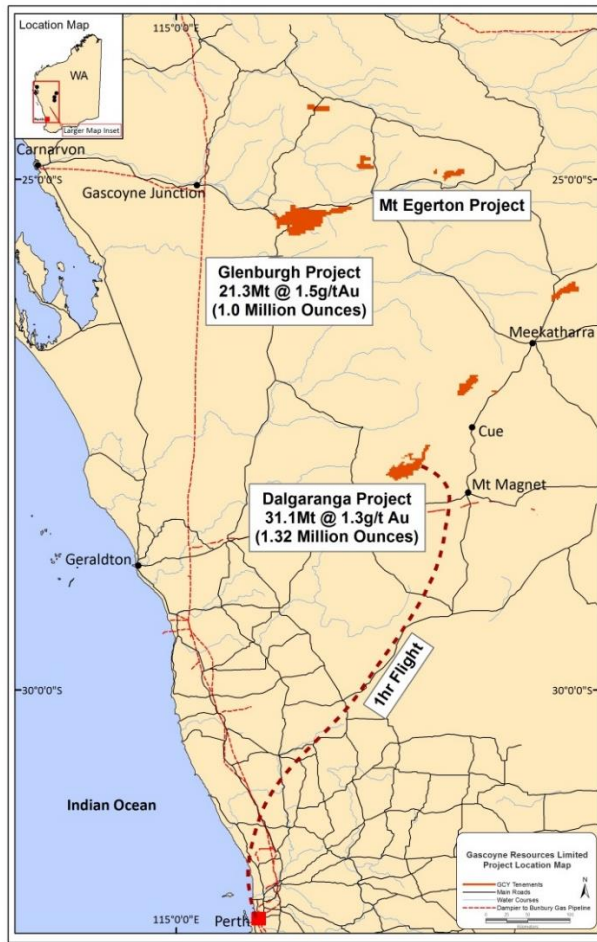 Location Map
WA
Larger Map Inset
115°0'0"E
Carnarvon
25°0'0"S
Gascoyne Junction
25°0'0"S
Mt Egerton Project
Glenburgh Project
21.3Mt @ 1.5g/tAu
(1.0 Million Ounces)
Meekatharra
Cue
Mt Magnet
Dalgaranga Project
31.1Mt @ 1.3g/t Au
(1.32 Million Ounces)
Geraldton
1hr Flight
30°0'0"S
30°0'0"S
Indian Ocean
Perth
115°0'0"E
Gascoyne Resources Limited
Project Location Map
GCY Tenements
Main Roads
Water Courses
Dampier to Bunbury Gas Pipeline
N